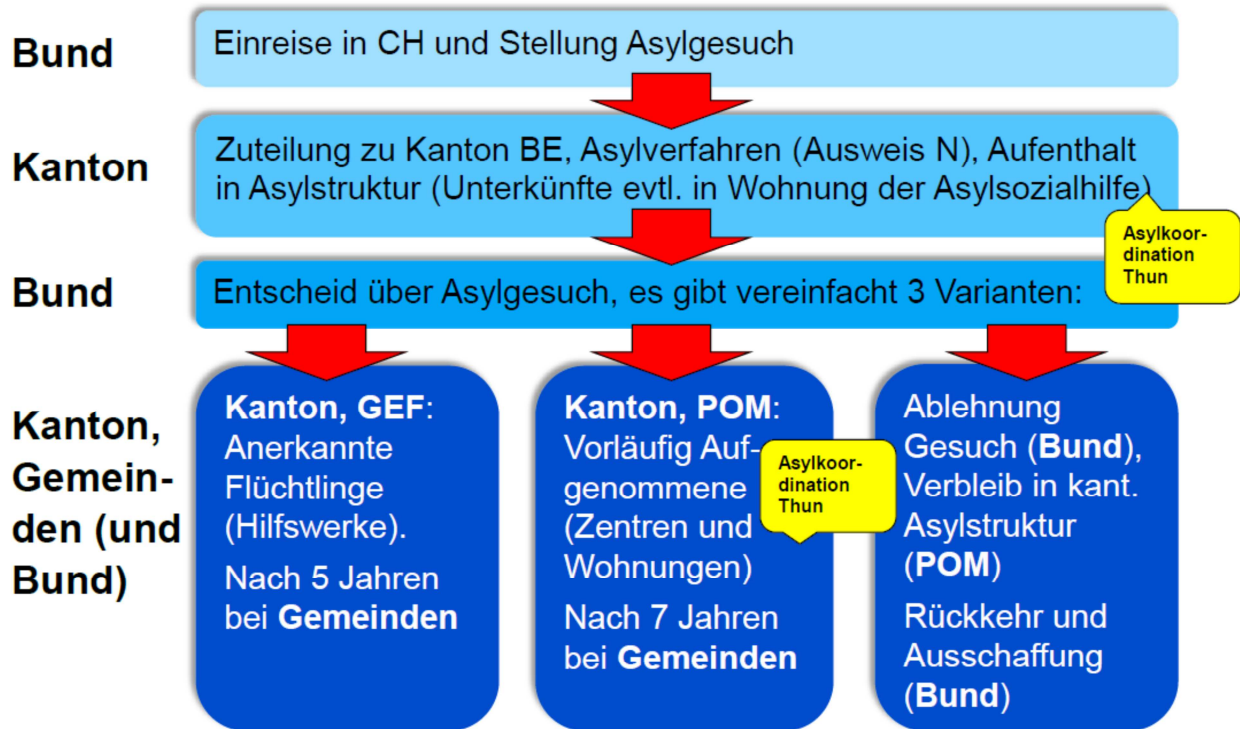 Bund
Einreise in CH und Stellung Asylgesuch
Kanton
Zuteilung zu Kanton BE, Asylverfahren (Ausweis N), Aufenthalt
in Asylstruktur (Unterkünfte evtl. in Wohnung der Asylsozialhilfe)
Asylkoor-
dination
Thun
Bund
Entscheid über Asylgesuch, es gibt vereinfacht 3 Varianten:
Kanton,
Gemein-
den (und
Bund)
Kanton, GEF:
Anerkannte
Flüchtlinge
(Hilfswerke).
Nach 5 Jahren
bei Gemeinden
Kanton, POM:
Vorläufig Auf-
genommene
(Zentren und
Wohnungen)
Nach 7 Jahren
bei Gemeinden
Asylkoor-
dination
Thun
Ablehnung
Gesuch (Bund),
Verbleib in kant.
Asylstruktur
(POM)
Rückkehr und
Ausschaffung
(Bund)